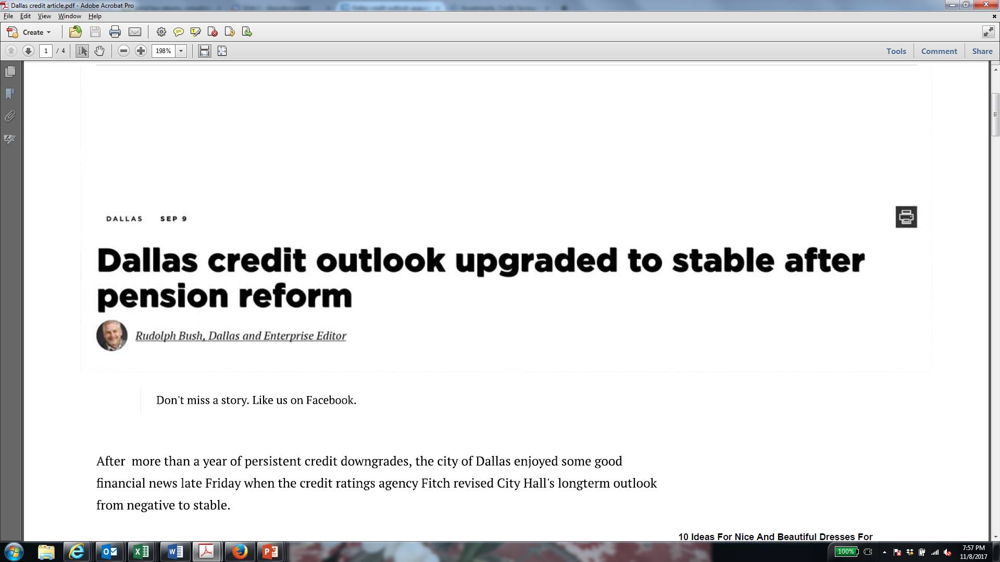 Dallas credit article.pdf - Adobe Acrobat Pro
File Edit View Window Help
Create
1 / 4 198% Tools Comment Share
DALLAS SEP 9
Dallas credit outlook upgraded to stable after
pension reform
Rudolph Bush, Dallas and Enterprise Editor
Don't miss a story. Like us on Facebook.
After more than a year of persistent credit downgrades, the city of Dallas enjoyed some good
financial news late Friday when the credit ratings agency Fitch revised City Hall's longterm outlook
from negative to stable.
10 Ideas For Nice And Beautiful Dresses For
100% 7:57 PM
11/8/2017